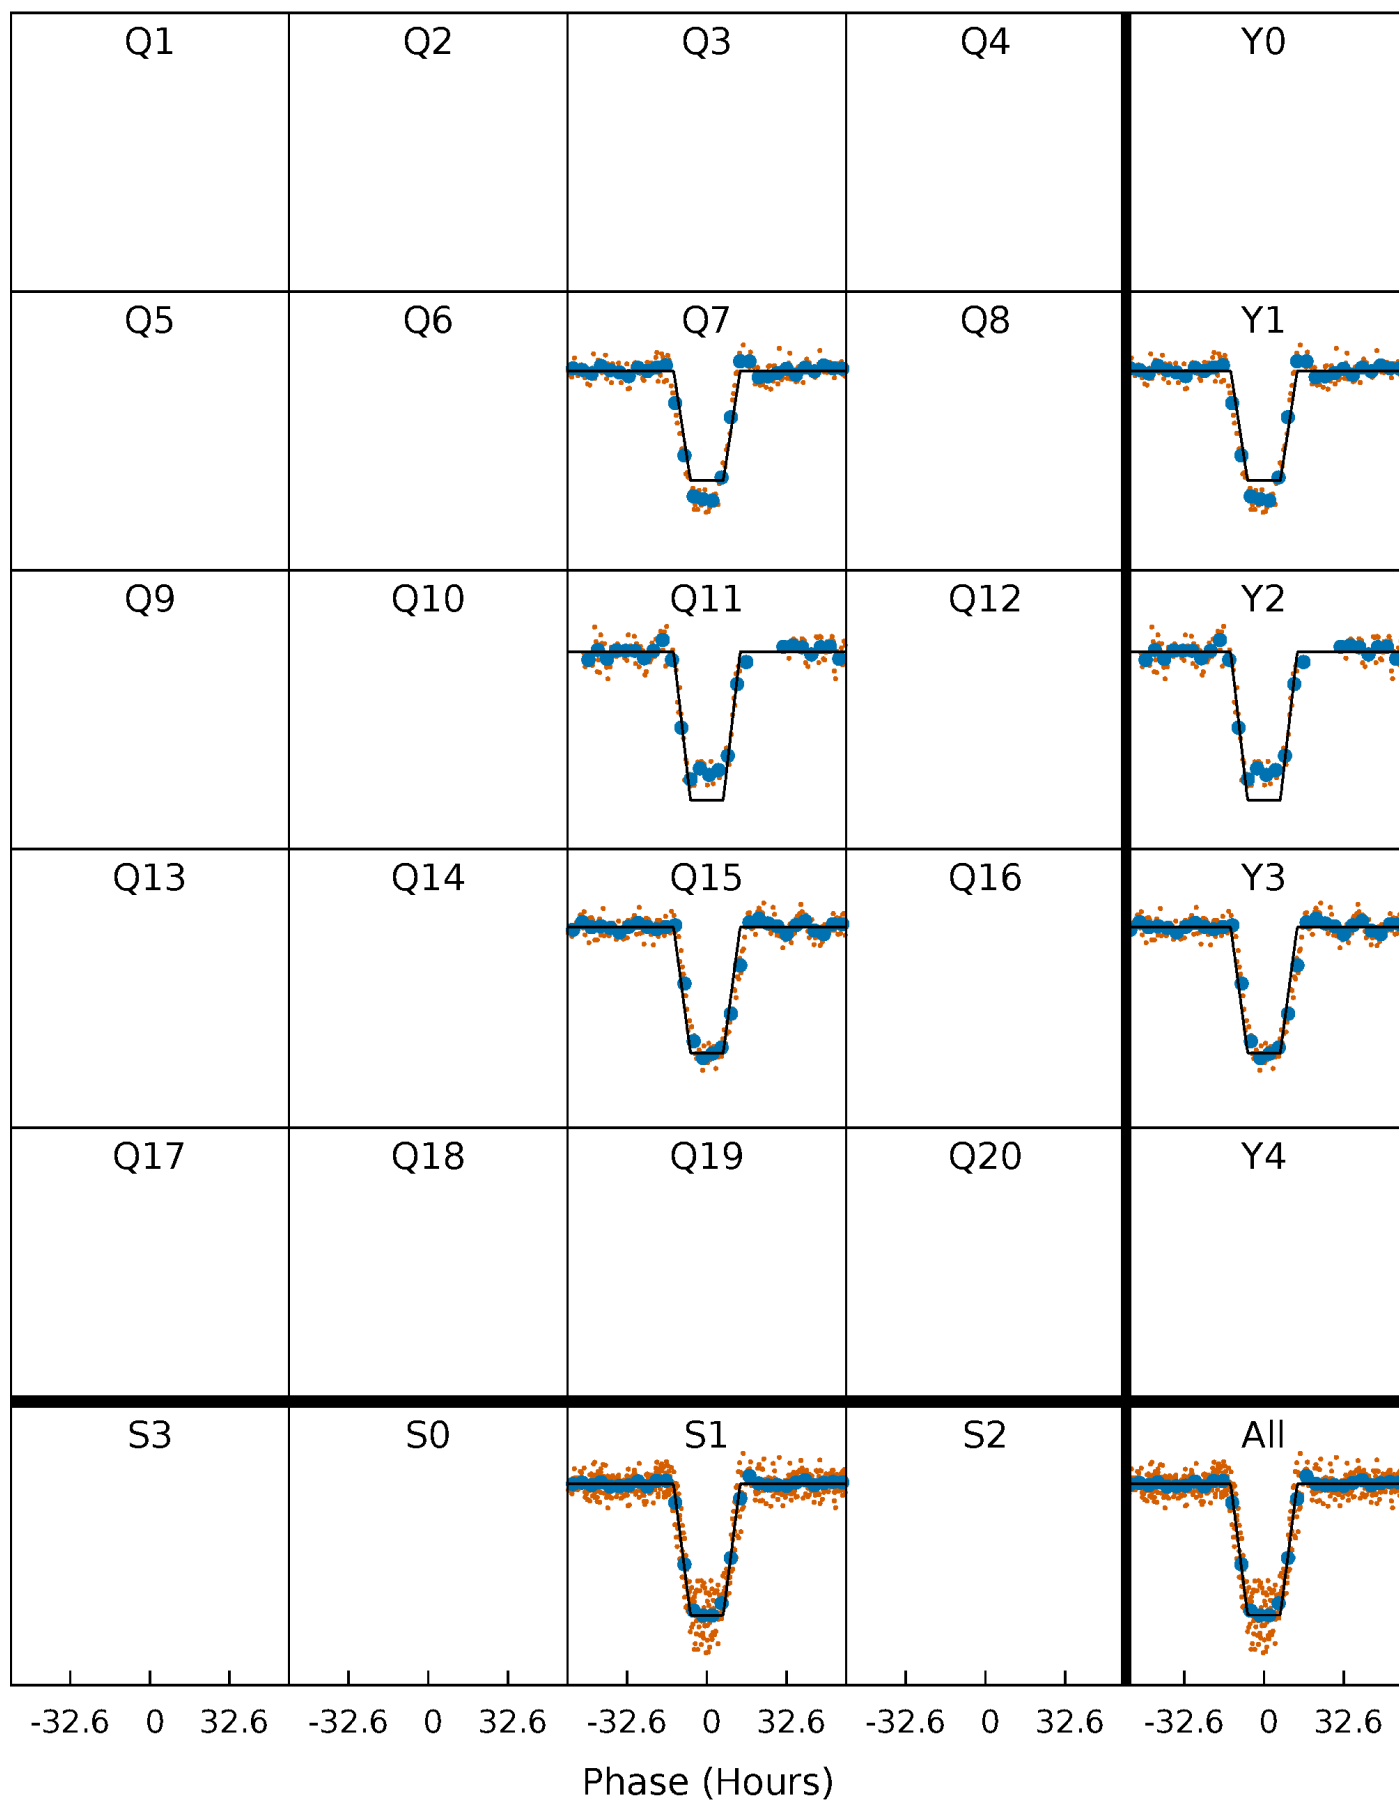 Q1 Q2 Q3 Q4 Y0
Q5 Q6 Q7 Q8 Y1
Q9 Q10 Q11 Q12 Y2
Q13 Q14 Q15 Q16 Y3
Q17 Q18 Q19 Q20 Y4
S3 S0 S1 S2 All
-32.6 0 32.6 -32.6 0 32.6 -32.6 0 32.6 -32.6 0 32.6 -32.6 0 32.6
Phase (Hours)